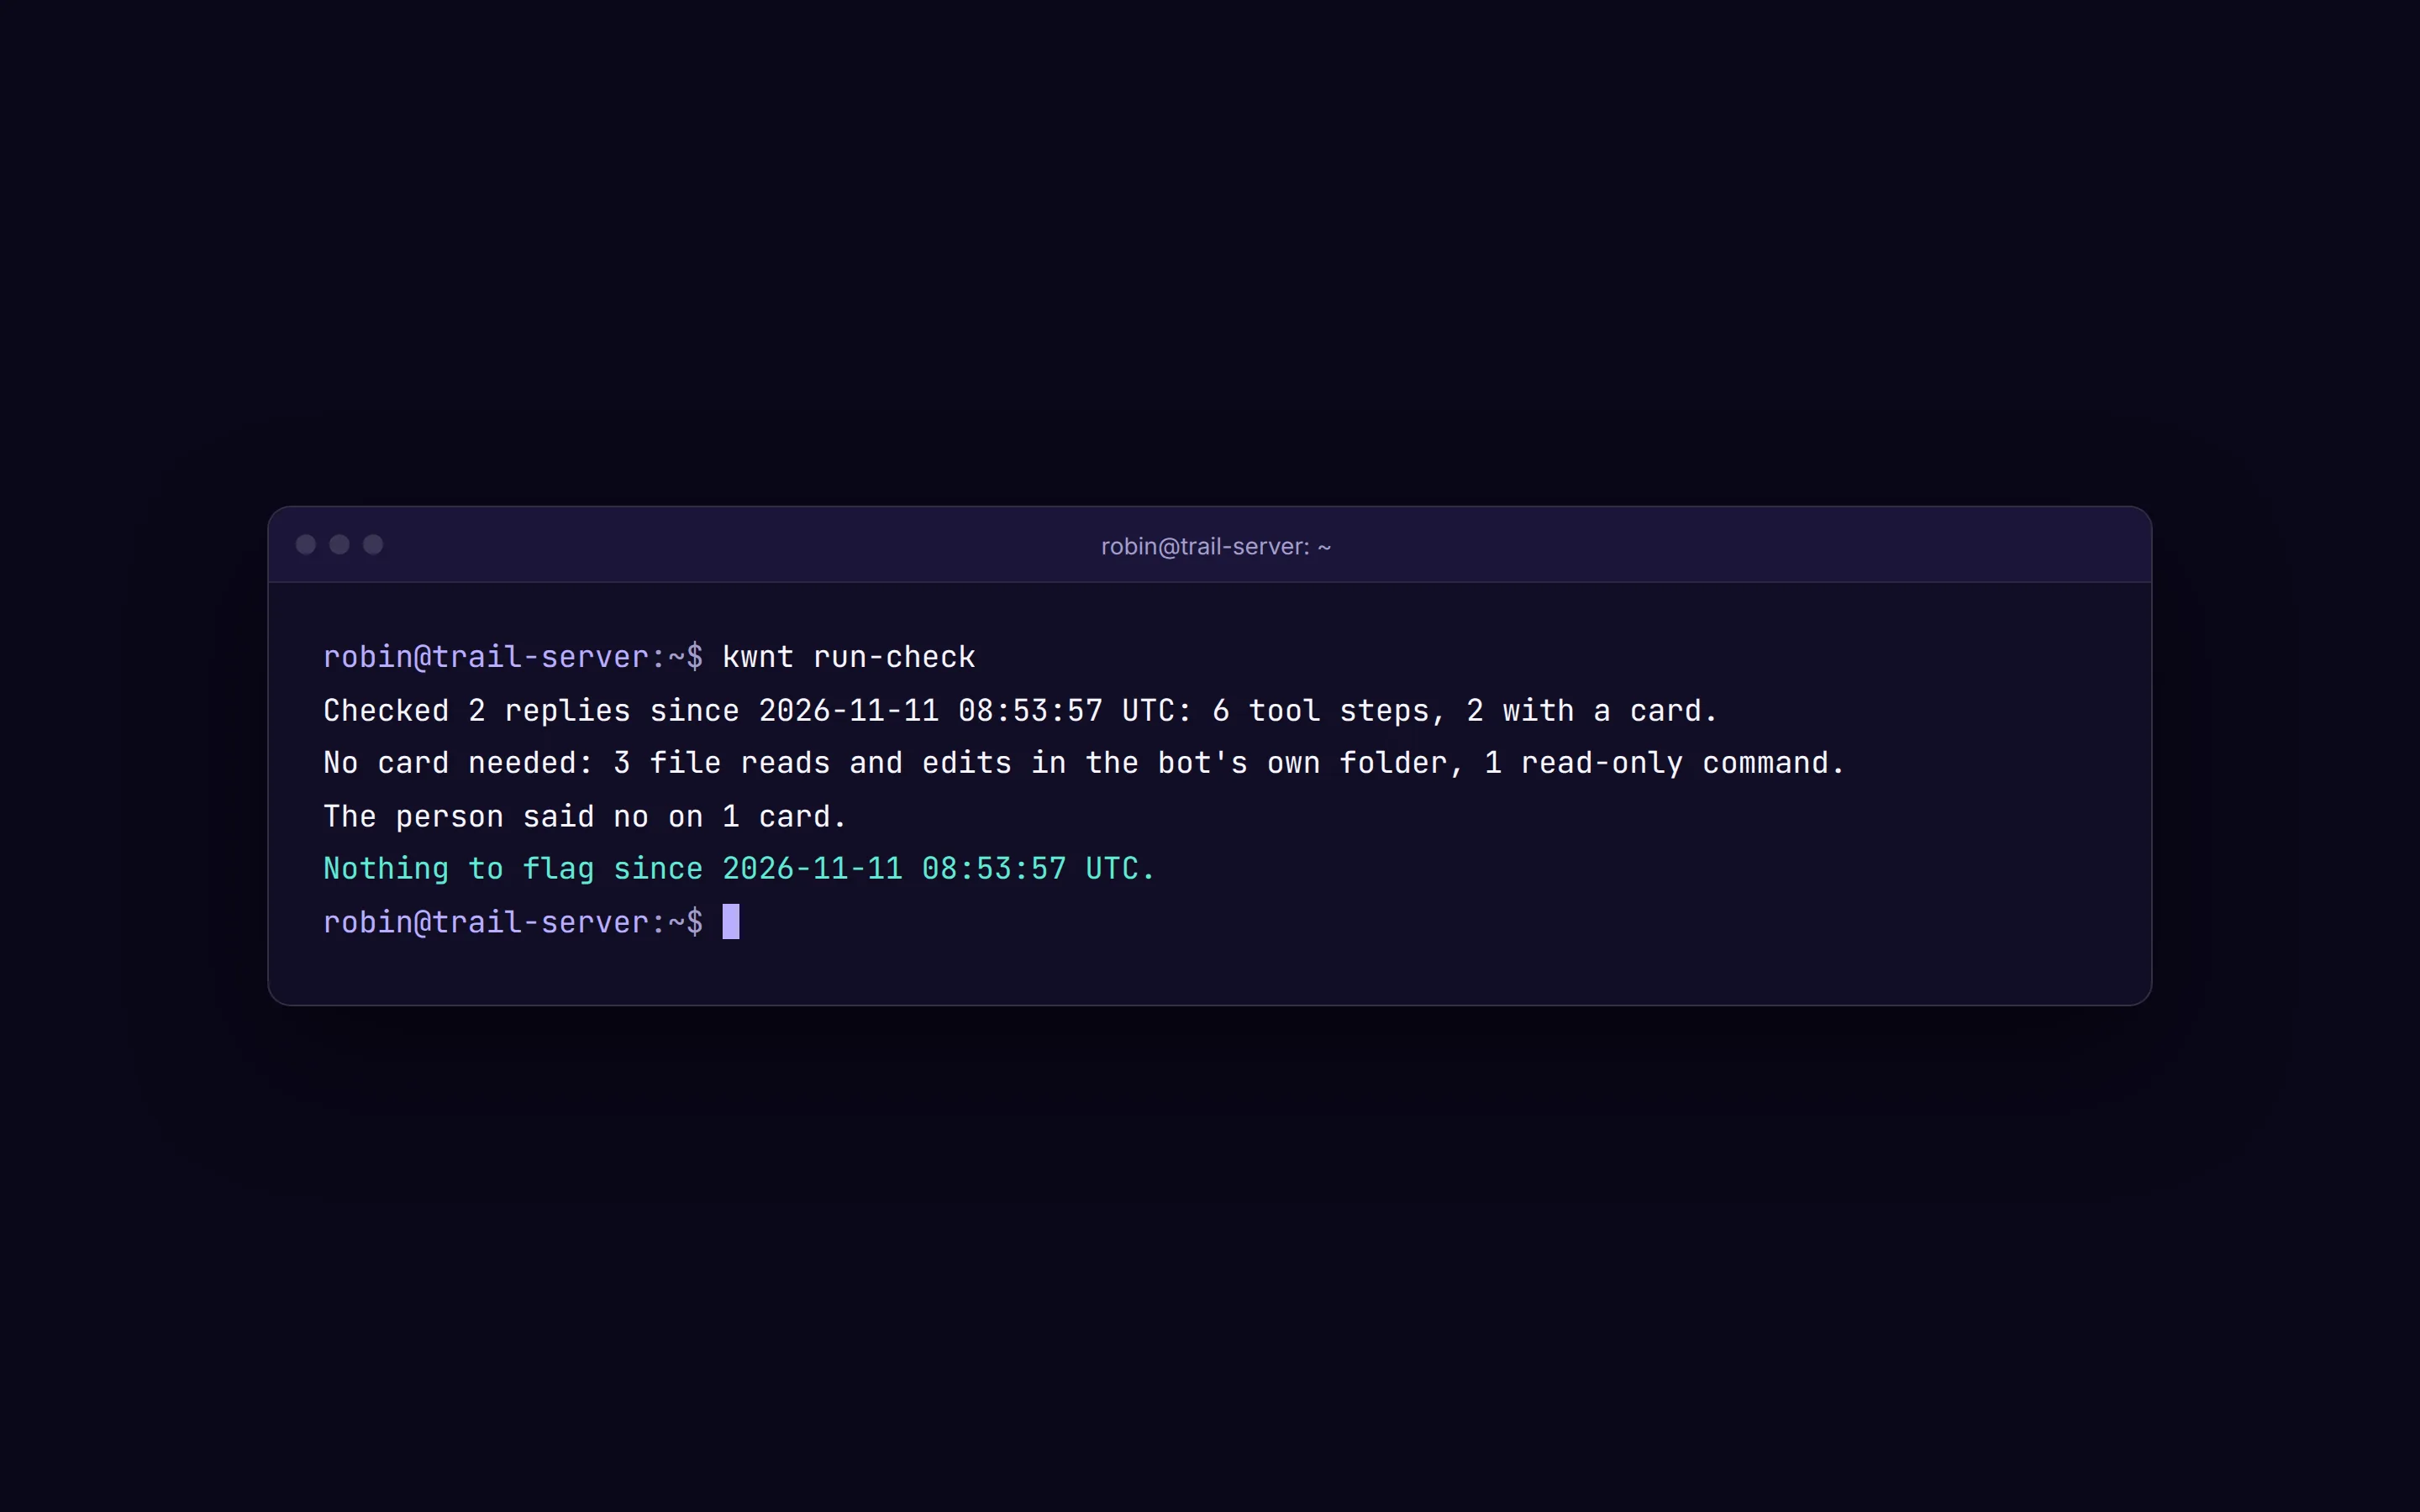 robin@trail-server: ~
robin@trail-server:~$ kwnt run-check
Checked 2 replies since 2026-11-11 08:53:57 UTC: 6 tool steps, 2 with a card.
No card needed: 3 file reads and edits in the bot's own folder, 1 read-only command.
The person said no on 1 card.
Nothing to flag since 2026-11-11 08:53:57 UTC.
robin@trail-server:~$